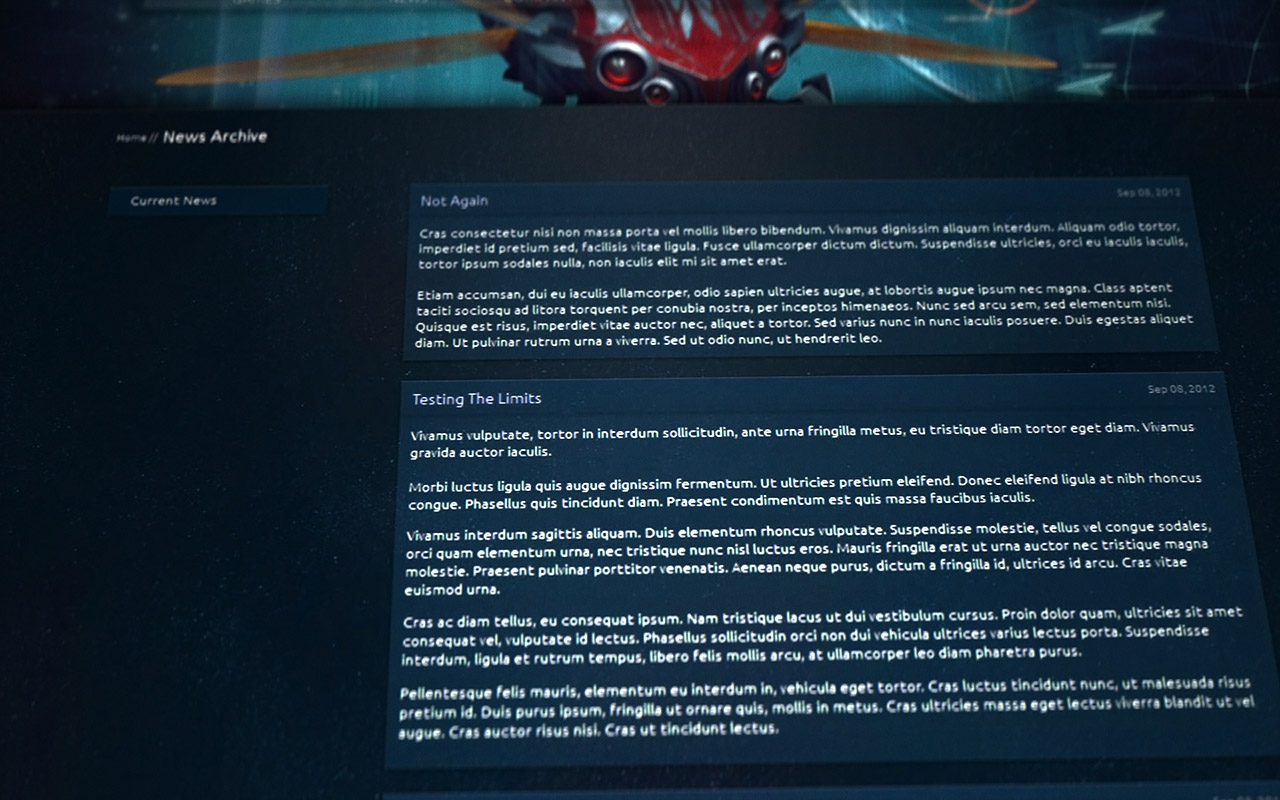 Home // News Archive
Current News
Not Again
Sep 08, 2012
Cras consectetur nisi non massa porta vel mollis libero bibendum. Vivamus dignissim aliquam interdum. Aliquam odio tortor,
imperdiet id pretium sed, facilisis vitae ligula. Fusce ullamcorper dictum dictum. Suspendisse ultricies, orci eu iaculis iaculis,
tortor ipsum sodales nulla, non iaculis elit mi sit amet erat.
Etiam accumsan, dui eu iaculis ullamcorper, odio sapien ultricies augue, at lobortis augue ipsum nec magna. Class aptent
taciti sociosqu ad litora torquent per conubia nostra, per inceptos himenaeos. Nunc sed arcu sem, sed elementum nisi.
Quisque est risus, imperdiet vitae auctor nec, aliquet a tortor. Sed varius nunc in nunc iaculis posuere. Duis egestas aliquet
diam. Ut pulvinar rutrum urna a viverra. Sed ut odio nunc, ut hendrerit leo.
Testing The Limits
Sep 08, 2012
Vivamus vulputate, tortor in interdum sollicitudin, ante urna fringilla metus, eu tristique diam tortor eget diam. Vivamus
gravida auctor iaculis.
Morbi luctus ligula quis augue dignissim fermentum. Ut ultricies pretium eleifend. Donec eleifend ligula at nibh rhoncus
congue. Phasellus quis tincidunt diam. Praesent condimentum est quis massa faucibus iaculis.
Vivamus interdum sagittis aliquam. Duis elementum rhoncus vulputate. Suspendisse molestie, tellus vel congue sodales,
orci quam elementum urna, nec tristique nunc nisl luctus eros. Mauris fringilla erat ut urna auctor nec tristique magna
molestie. Praesent pulvinar porttitor venenatis. Aenean neque purus, dictum a fringilla id, ultrices id arcu. Cras vitae
euismod urna.
Cras ac diam tellus, eu consequat ipsum. Nam tristique lacus ut dui vestibulum cursus. Proin dolor quam, ultricies sit amet
consequat vel, vulputate id lectus. Phasellus sollicitudin orci non dui vehicula ultrices varius lectus porta. Suspendisse
interdum, ligula et rutrum tempus, libero felis mollis arcu, at ullamcorper leo diam pharetra purus.
Pellentesque felis mauris, elementum eu interdum in, vehicula eget tortor. Cras luctus tincidunt nunc, ut malesuada risus
pretium id. Duis purus ipsum, fringilla ut ornare quis, mollis in metus. Cras ultricies massa eget lectus viverra blandit ut vel
augue. Cras auctor risus nisi. Cras ut tincidunt lectus.